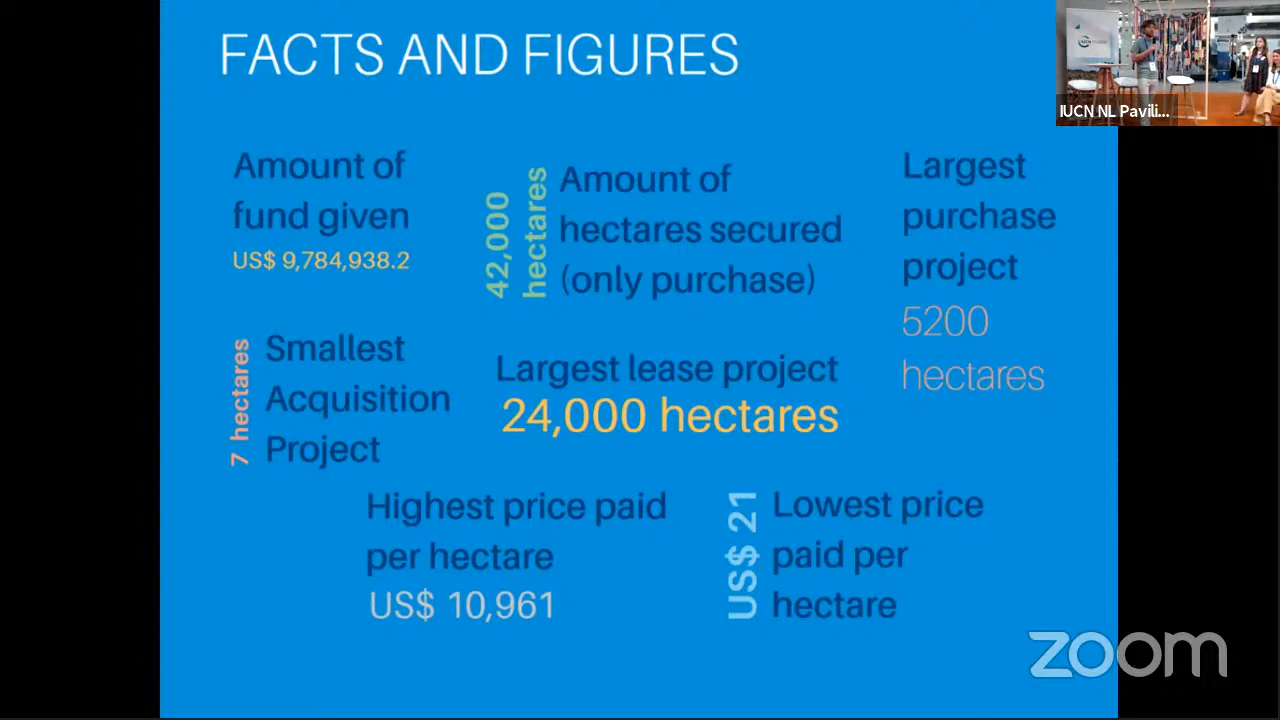 FACTS AND FIGURES
IUCN NL Pavili...
Amount of
fund given
US$ 9,784,938.2
42,000
hectares
Amount of
hectares secured
(only purchase)
Largest
purchase
project
5200
hectares
7 hectares
Smallest
Acquisition
Project
Largest lease project
24,000 hectares
Highest price paid
per hectare
US$ 10,961
US$ 21
Lowest price
paid per
hectare
zoom